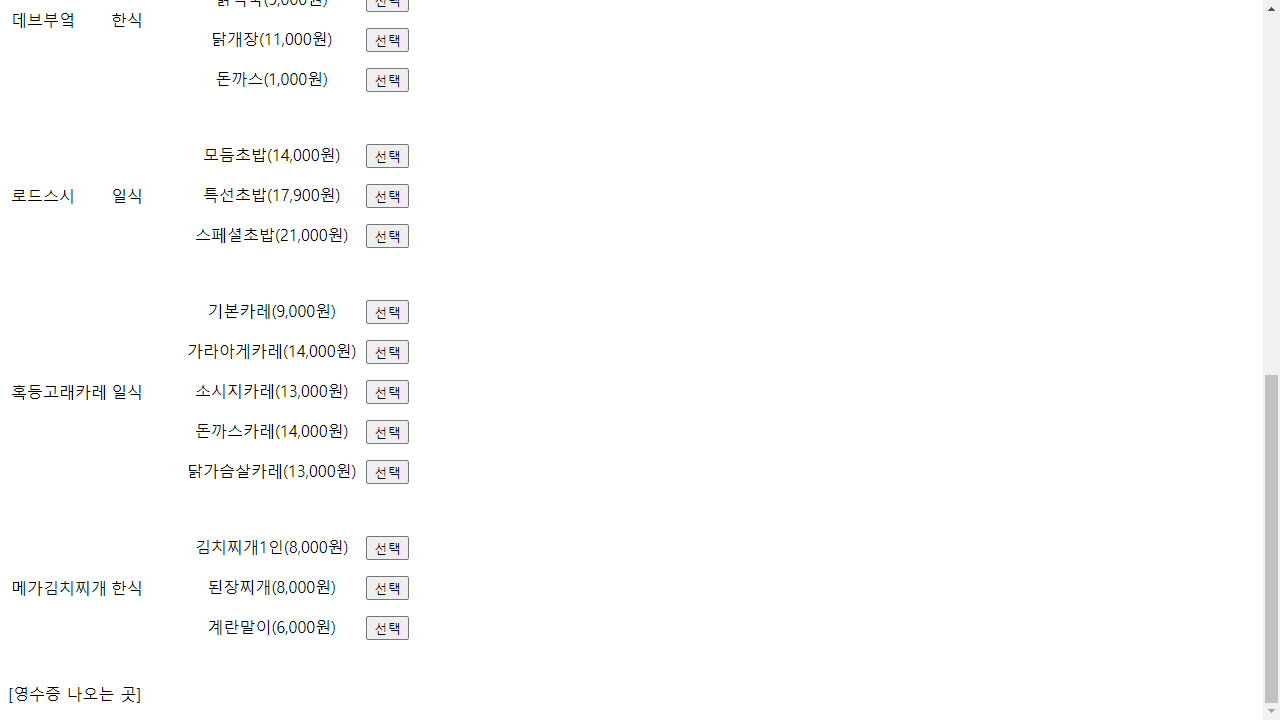 선택
데브부엌 한식
닭개장(11,000원) 선택
돈까스(1,000원) 선택
모듬초밥(14,000원) 선택
로드스시 일식 특선초밥(17,900원) 선택
스페셜초밥(21,000원) 선택
기본카레(9,000원) 선택
가라아게카레(14,000원) 선택
혹등고래카레 일식 소시지카레(13,000원) 선택
돈까스카레(14,000원) 선택
닭가슴살카레(13,000원) 선택
김치찌개1인(8,000원) 선택
메가김치찌개 한식 된장찌개(8,000원) 선택
계란말이(6,000원) 선택
[영수증 나오는 곳]